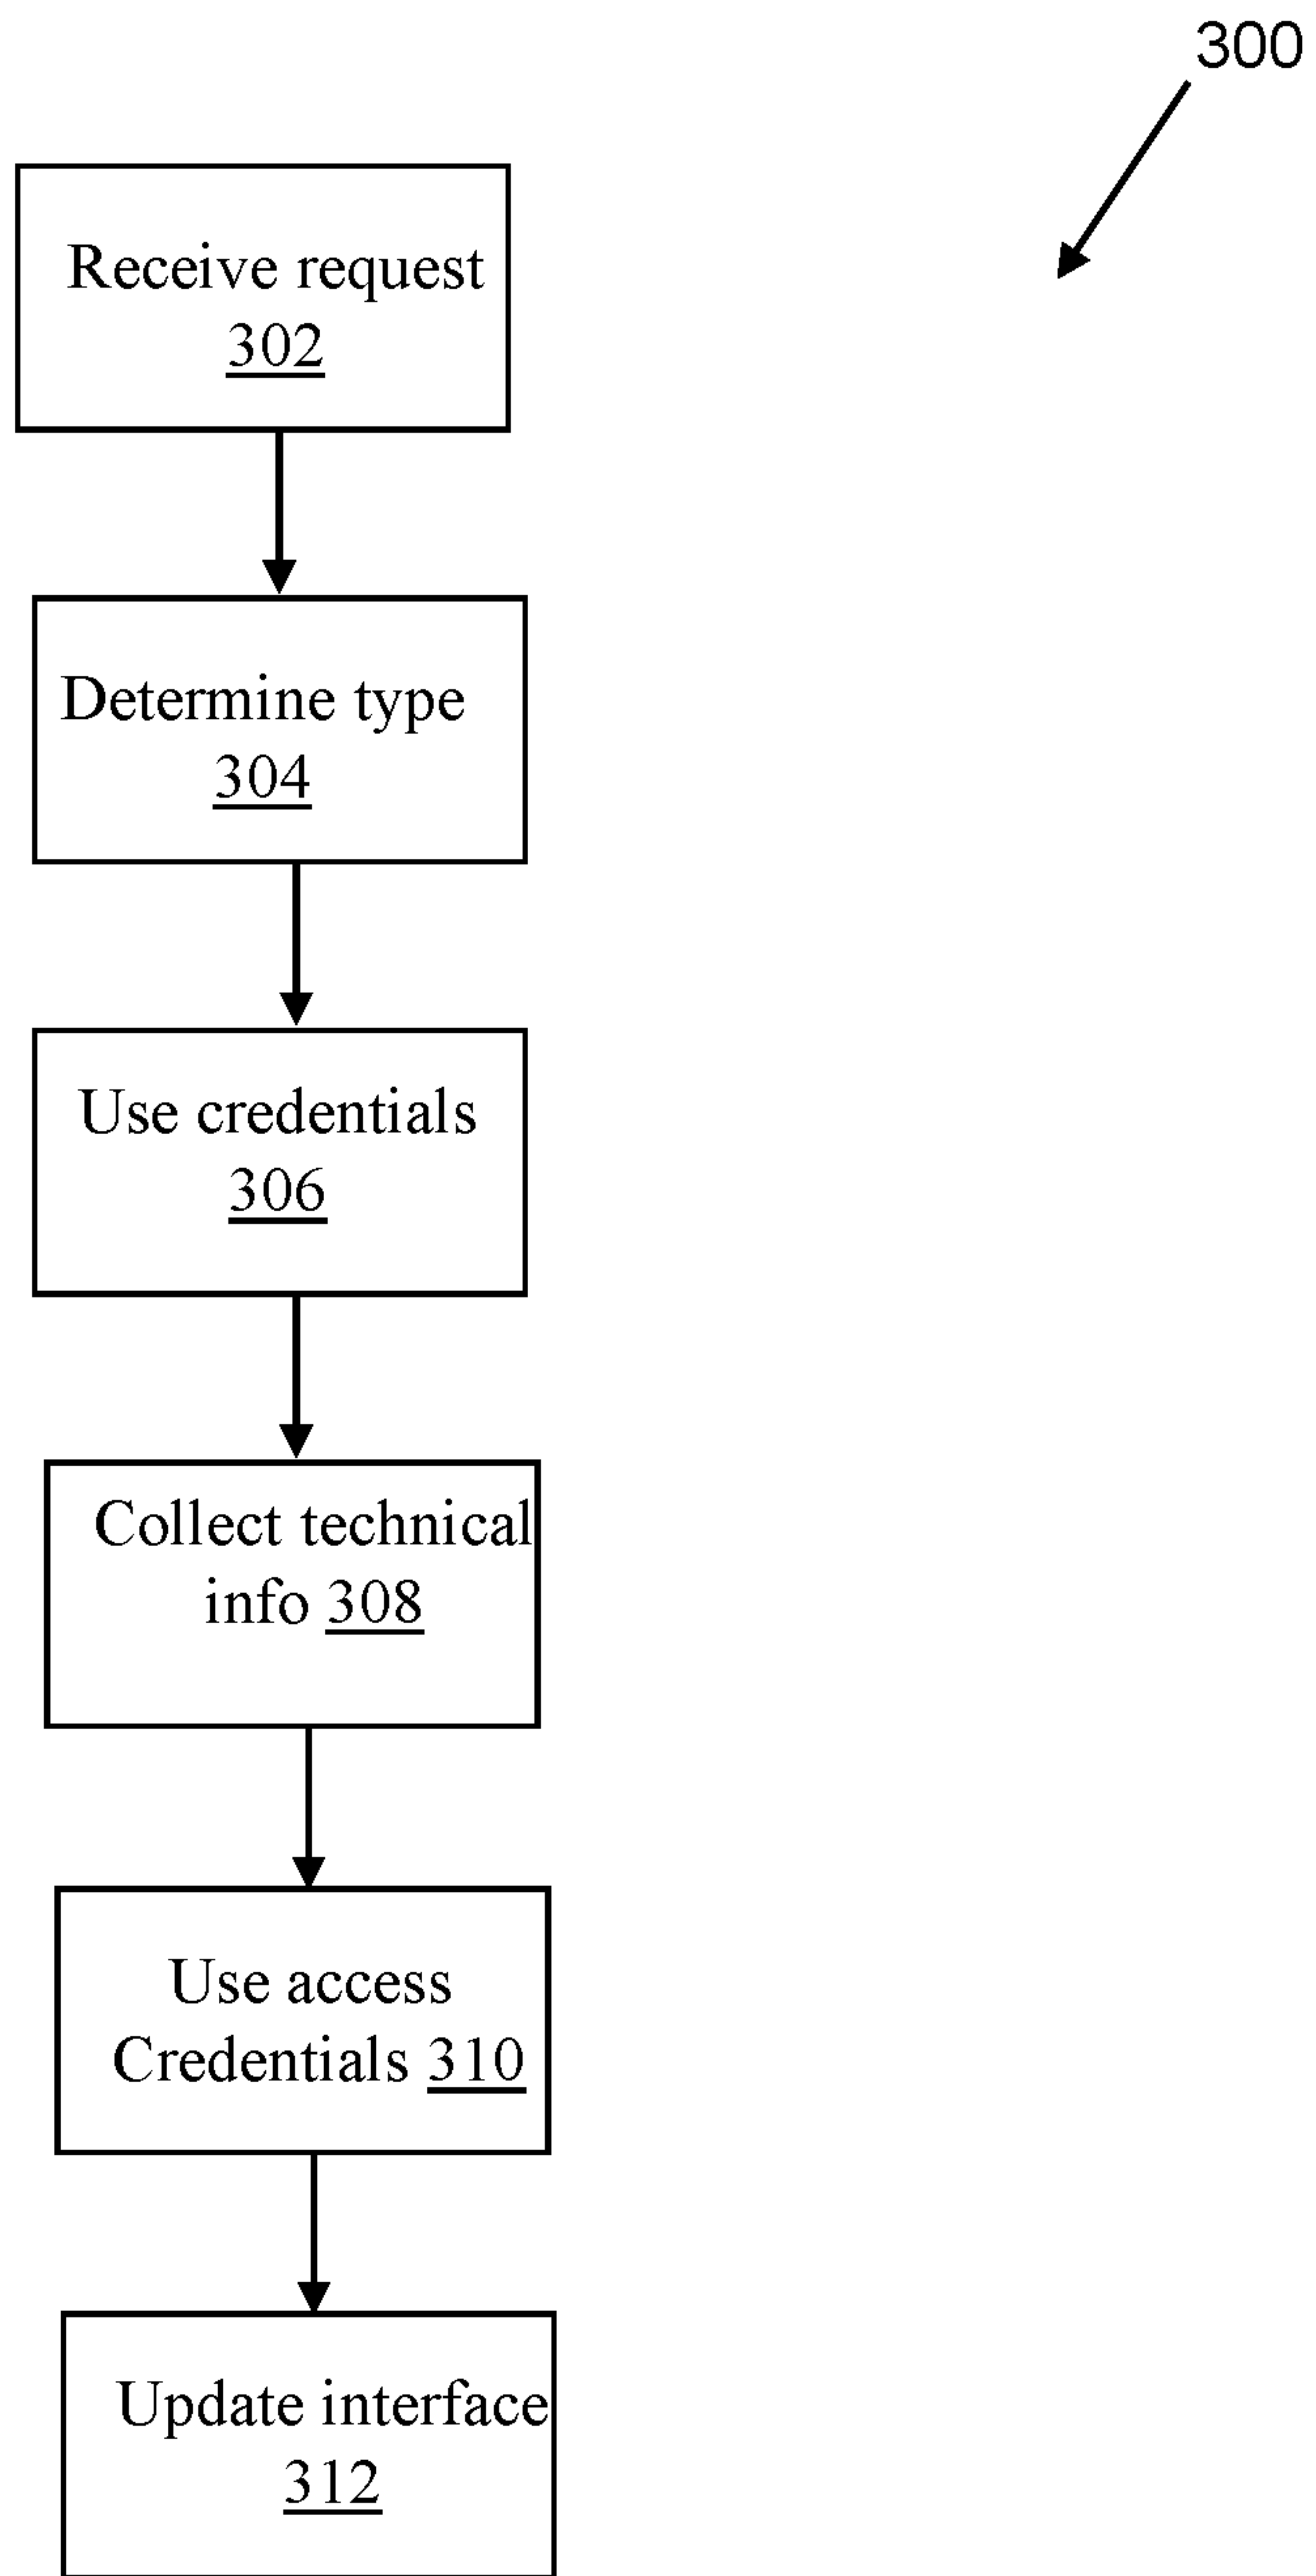 300
Receive request
302
Determine type
304
Use credentials
306
Collect technical
info 308
Use access
Credentials 310
Update interface
312